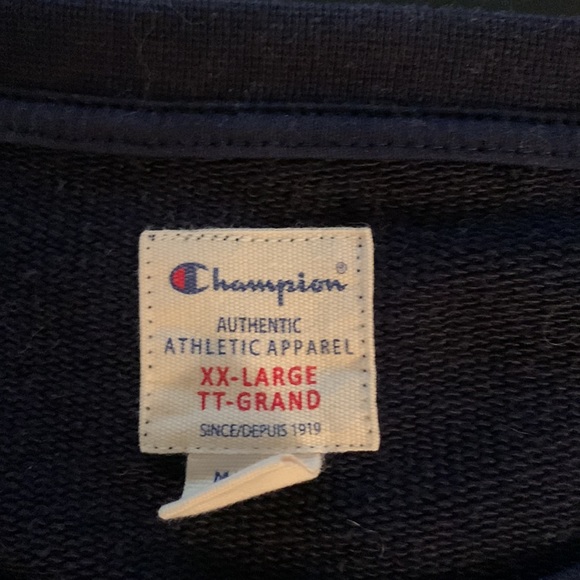 Champion®
AUTHENTIC
ATHLETIC APPAREL
XX-LARGE
TT-GRAND
SINCE/DEPUIS 1919